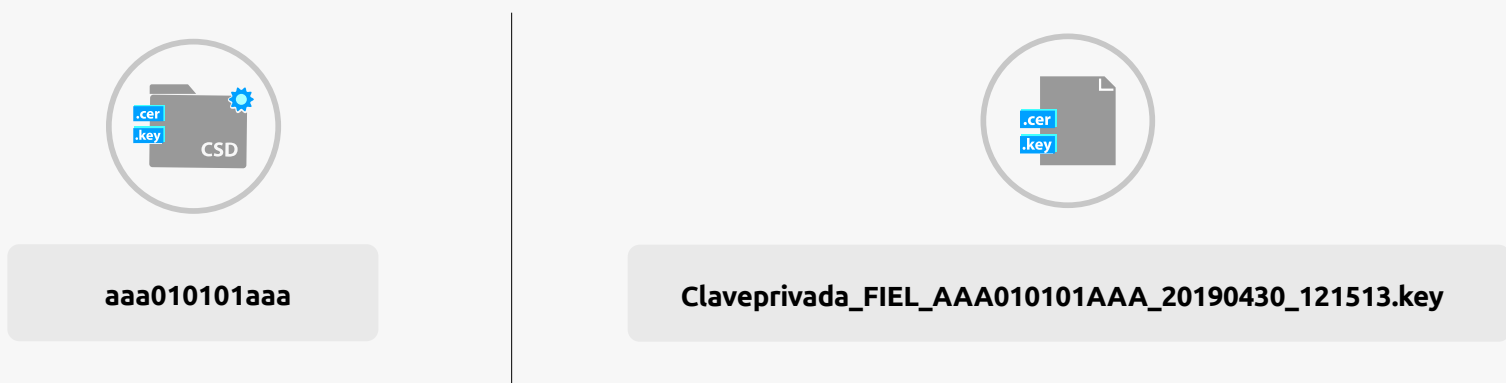 .cer
.key
CSD
aaa010101aaa
.cer
.key
Claveprivada_FIEL_AAA010101AAA_20190430_121513.key